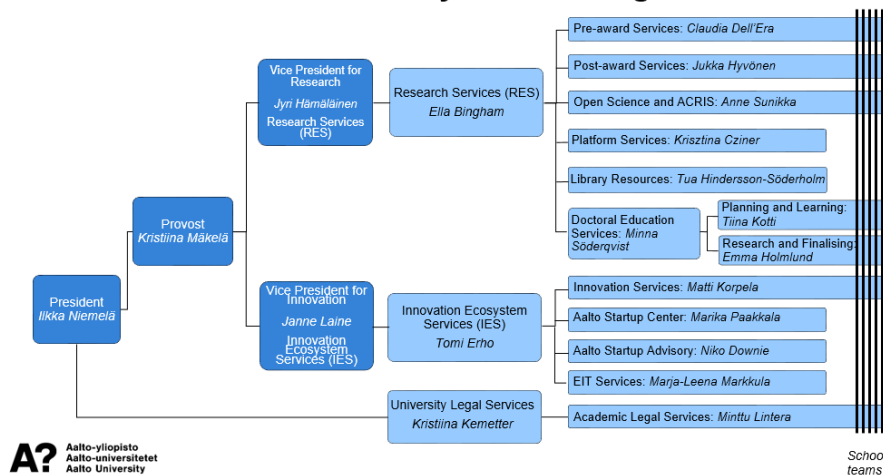 Vice President for
Research
Jyri Hämäläinen
Research Services
(RES)
Research Services (RES)
Ella Bingham
Pre-award Services: Claudia Dell'Era
Post-award Services: Jukka Hyvönen
Open Science and ACRIS: Anne Sunikka
Platform Services: Krisztina Cziner
Library Resources: Tua Hindersson-Söderholm
Doctoral Education
Services: Minna
Söderqvist
Planning and Learning:
Tiina Kotti
Research and Finalising:
Emma Holmlund
Provost
Kristiina Mäkelä
President
Ilkka Niemelä
Vice President for
Innovation
Janne Laine
Innovation
Ecosystem
Services (IES)
Innovation Ecosystem
Services (IES)
Tomi Erho
Innovation Services: Matti Korpela
Aalto Startup Center: Marika Paakkala
Aalto Startup Advisory: Niko Downie
EIT Services: Marja-Leena Markkula
University Legal Services
Kristiina Kemetter
Academic Legal Services: Minttu Lintera
A?
Aalto-yliopisto
Aalto-universitetet
Aalto University
Schoo
teams